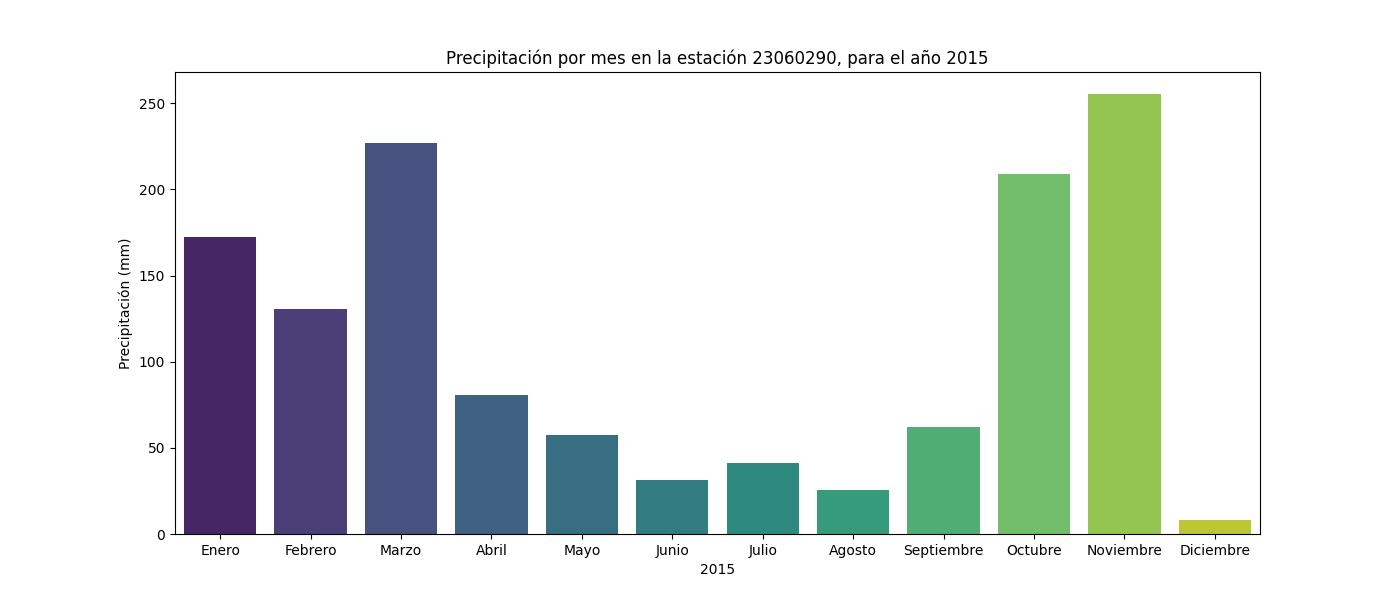 Precipitación por mes en la estación 23060290, para el año 2015
Precipitación (mm)
250
200
150
100
50
0
Enero Febrero Marzo Abril Mayo Junio Julio Agosto Septiembre Octubre Noviembre Diciembre
2015